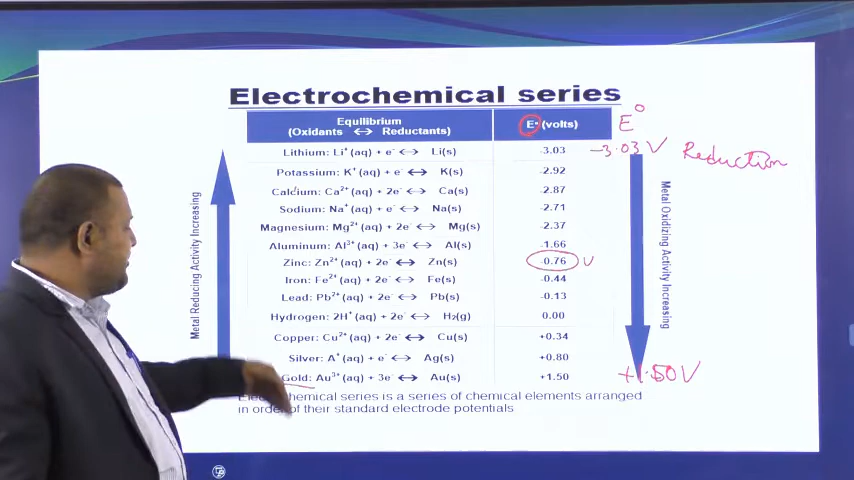 Electrochemical series
Equilibrium
(Oxidants ↔ Reductants)
E° (volts)
E°
Lithium: Li⁺ (aq) + e⁻ ↔ Li(s) -3.03
-3.03 V Reduction
Potassium: K⁺ (aq) + e⁻ ↔ K(s) -2.92
Calcium: Ca²⁺ (aq) + 2e⁻ ↔ Ca(s) -2.87
Sodium: Na⁺ (aq) + e⁻ ↔ Na(s) -2.71
Magnesium: Mg²⁺ (aq) + 2e⁻ ↔ Mg(s) -2.37
Aluminum: Al³⁺ (aq) + 3e⁻ ↔ Al(s) -1.66
Zinc: Zn²⁺ (aq) + 2e⁻ ↔ Zn(s) -0.76 V
Iron: Fe²⁺ (aq) + 2e⁻ ↔ Fe(s) -0.44
Lead: Pb²⁺ (aq) + 2e⁻ ↔ Pb(s) -0.13
Hydrogen: 2H⁺ (aq) + 2e⁻ ↔ H₂(g) 0.00
Copper: Cu²⁺ (aq) + 2e⁻ ↔ Cu(s) +0.34
Silver: A⁺ (aq) + e⁻ ↔ Ag(s) +0.80
Gold: Au³⁺ (aq) + 3e⁻ ↔ Au(s) +1.50
+1.50 V
Metal Reducing Activity Increasing
Metal Oxidizing Activity Increasing
Electrochemical series is a series of chemical elements arranged
in order of their standard electrode potentials